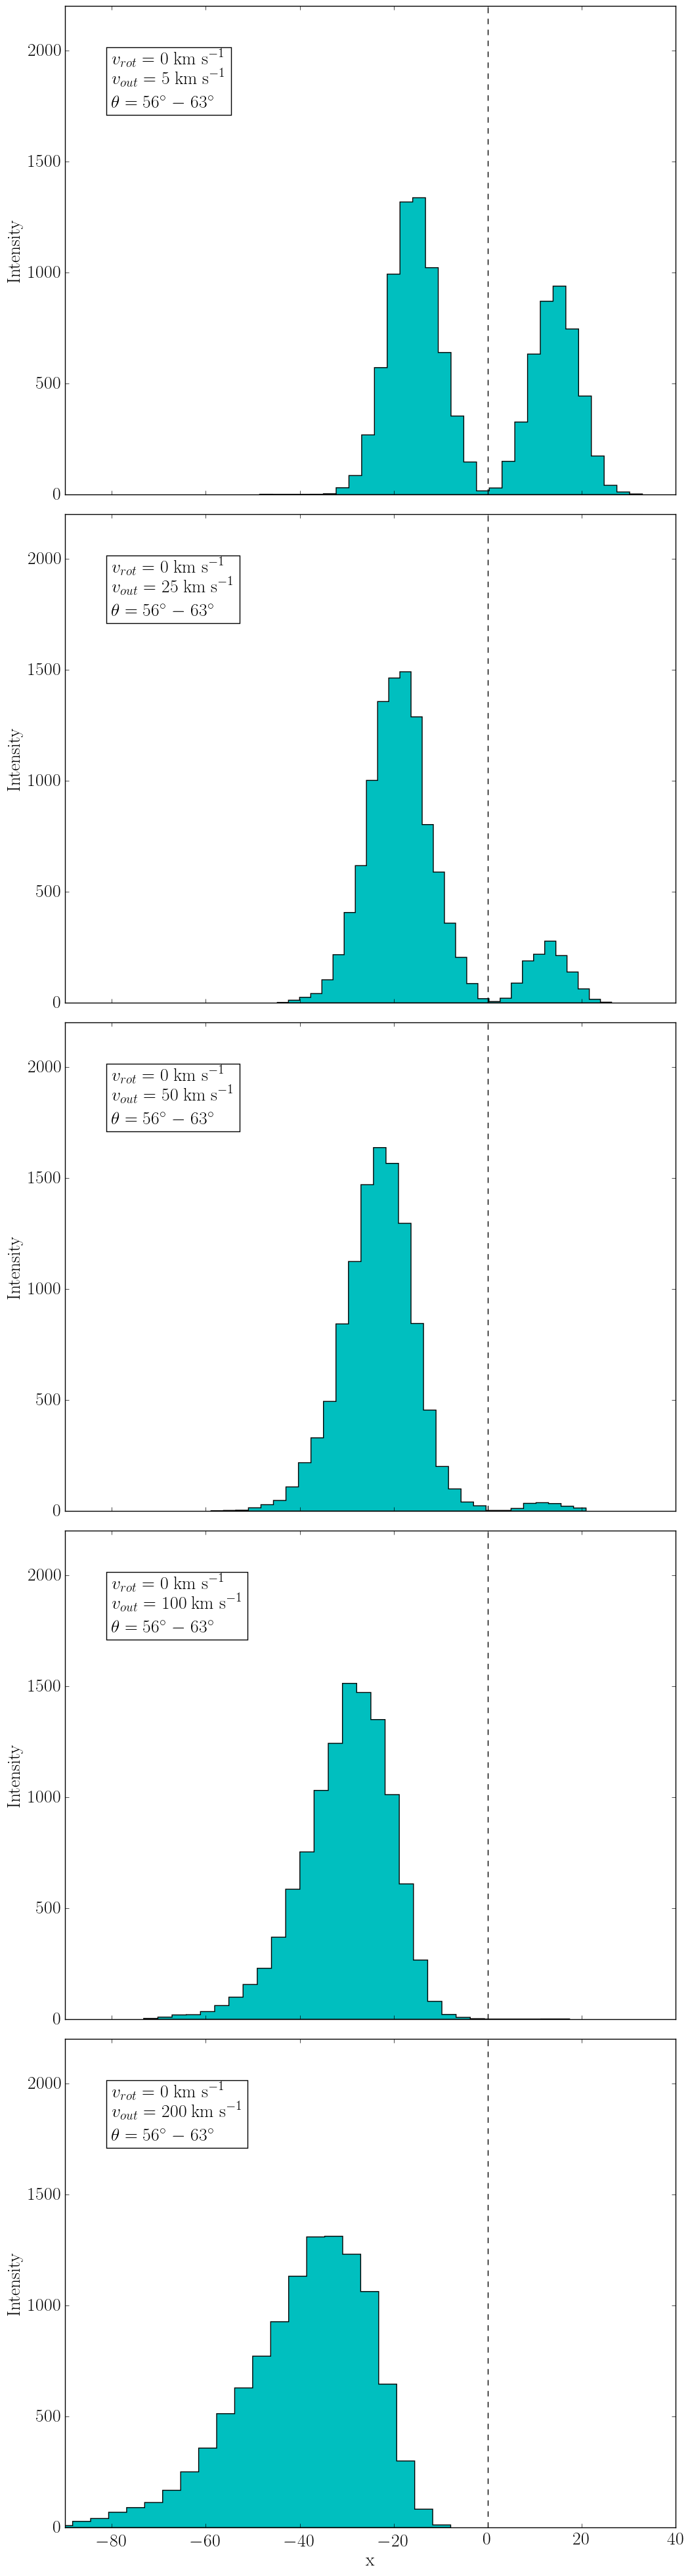 2000
v_rot = 0 km s⁻¹
v_out = 5 km s⁻¹
θ = 56° − 63°
1500
Intensity
1000
500
0
2000
v_rot = 0 km s⁻¹
v_out = 25 km s⁻¹
θ = 56° − 63°
1500
Intensity
1000
500
0
2000
v_rot = 0 km s⁻¹
v_out = 50 km s⁻¹
θ = 56° − 63°
1500
Intensity
1000
500
0
2000
v_rot = 0 km s⁻¹
v_out = 100 km s⁻¹
θ = 56° − 63°
1500
Intensity
1000
500
0
2000
v_rot = 0 km s⁻¹
v_out = 200 km s⁻¹
θ = 56° − 63°
1500
Intensity
1000
500
0
−80 −60 −40 −20 0 20 40
x